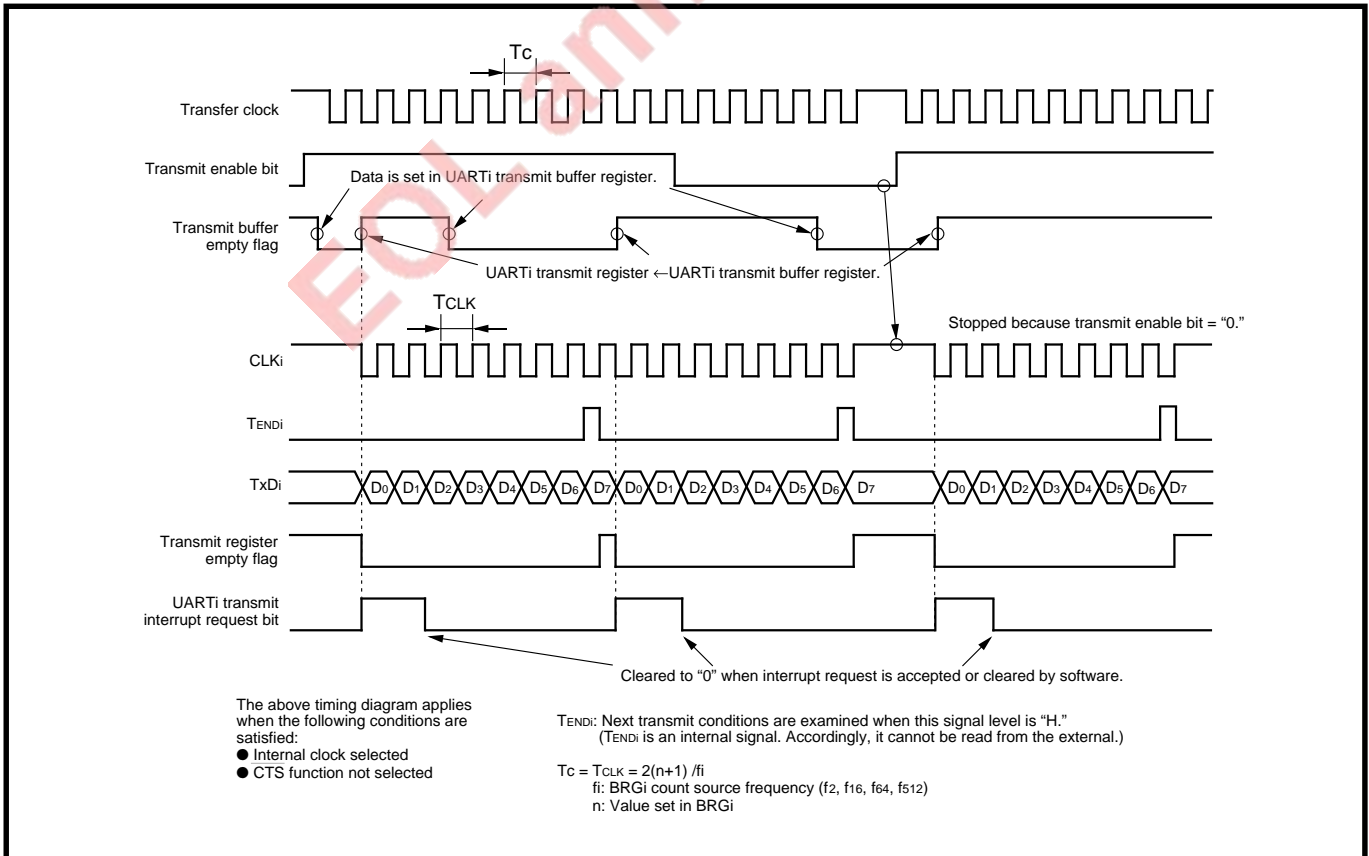 EOL ann
Tc
Transfer clock
Transmit enable bit
Data is set in UARTi transmit buffer register.
Transmit buffer
empty flag
UARTi transmit register ←UARTi transmit buffer register.
TCLK
Stopped because transmit enable bit = “0.”
CLKi
TENDi
TxDi
D0 D1 D2 D3 D4 D5 D6 D7 D0 D1 D2 D3 D4 D5 D6 D7 D0 D1 D2 D3 D4 D5 D6 D7
Transmit register
empty flag
UARTi transmit
interrupt request bit
Cleared to “0” when interrupt request is accepted or cleared by software.
The above timing diagram applies
when the following conditions are
satisfied:
● Internal clock selected
● CTS function not selected
TENDi: Next transmit conditions are examined when this signal level is “H.”
(TENDi is an internal signal. Accordingly, it cannot be read from the external.)
Tc = TCLK = 2(n+1) /fi
fi: BRGi count source frequency (f2, f16, f64, f512)
n: Value set in BRGi